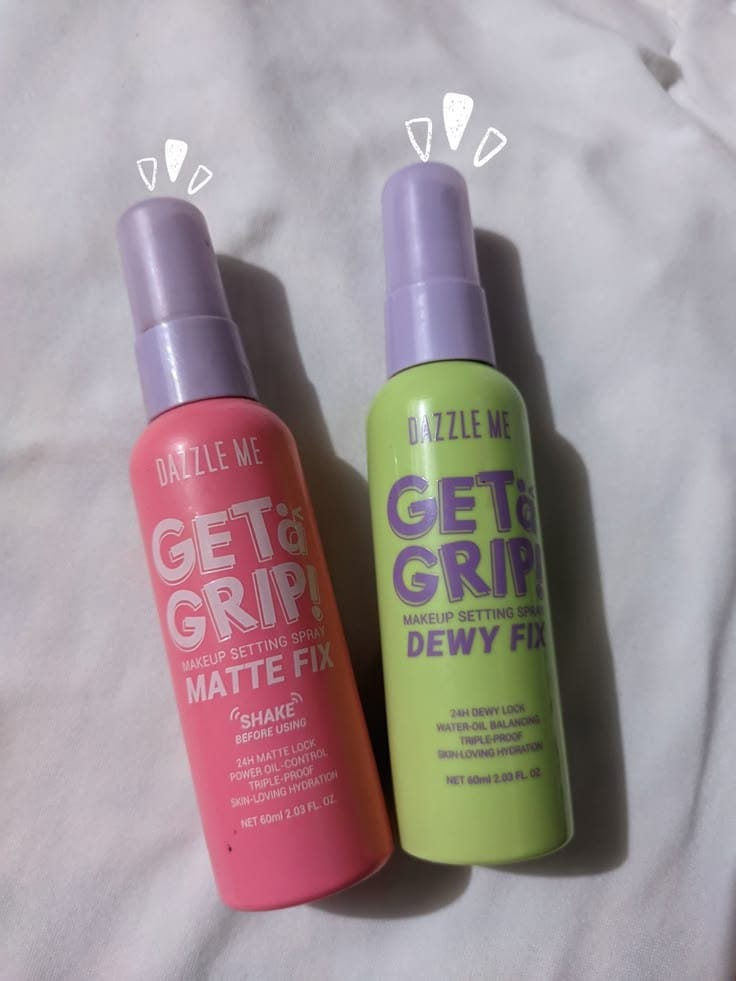 DAZZLE ME
GET a
GRIP!
MAKEUP SETTING SPRAY
MATTE FIX
SHAKE
BEFORE USING
24H MATTE LOCK
POWER OIL-CONTROL
TRIPLE-PROOF
SKIN-LOVING HYDRATION
NET 60ml 2.03 FL. OZ.
DAZZLE ME
GET a
GRIP!
MAKEUP SETTING SPRAY
DEWY FIX
24H DEWY LOCK
WATER-OIL BALANCING
TRIPLE-PROOF
SKIN-LOVING HYDRATION
NET 60ml 2.03 FL. OZ.